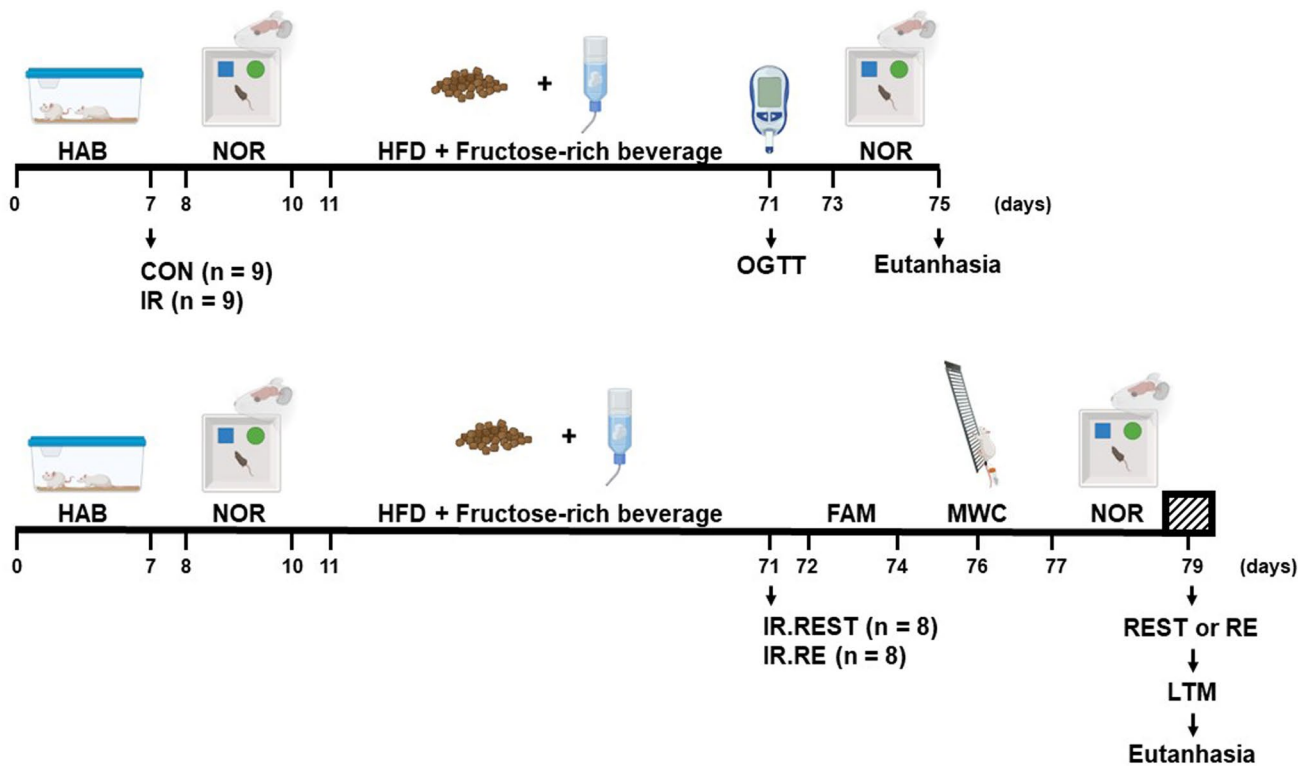 +
HAB NOR HFD + Fructose-rich beverage NOR
0 7 8 10 11 71 73 75 (days)
CON (n = 9)
IR (n = 9)
OGTT
Eutanhasia
+
HAB NOR HFD + Fructose-rich beverage FAM MWC NOR
0 7 8 10 11 71 72 74 76 77 79 (days)
IR.REST (n = 8)
IR.RE (n = 8)
REST or RE
LTM
Eutanhasia